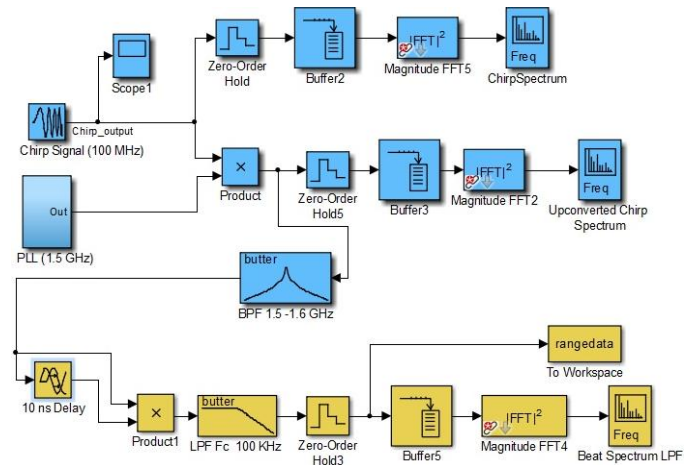 Scope1
Zero-Order
Hold
Buffer2
|FFT|²
Magnitude FFT5
Freq
ChirpSpectrum
Chirp_output
Chirp Signal (100 MHz)
×
Product
Zero-Order
Hold5
Buffer3
|FFT|²
Magnitude FFT2
Freq
Upconverted Chirp
Spectrum
Out
PLL (1.5 GHz)
butter
BPF 1.5 -1.6 GHz
rangedata
To Workspace
10 ns Delay
×
Product1
butter
LPF Fc 100 KHz
Zero-Order
Hold3
Buffer5
|FFT|²
Magnitude FFT4
Freq
Beat Spectrum LPF